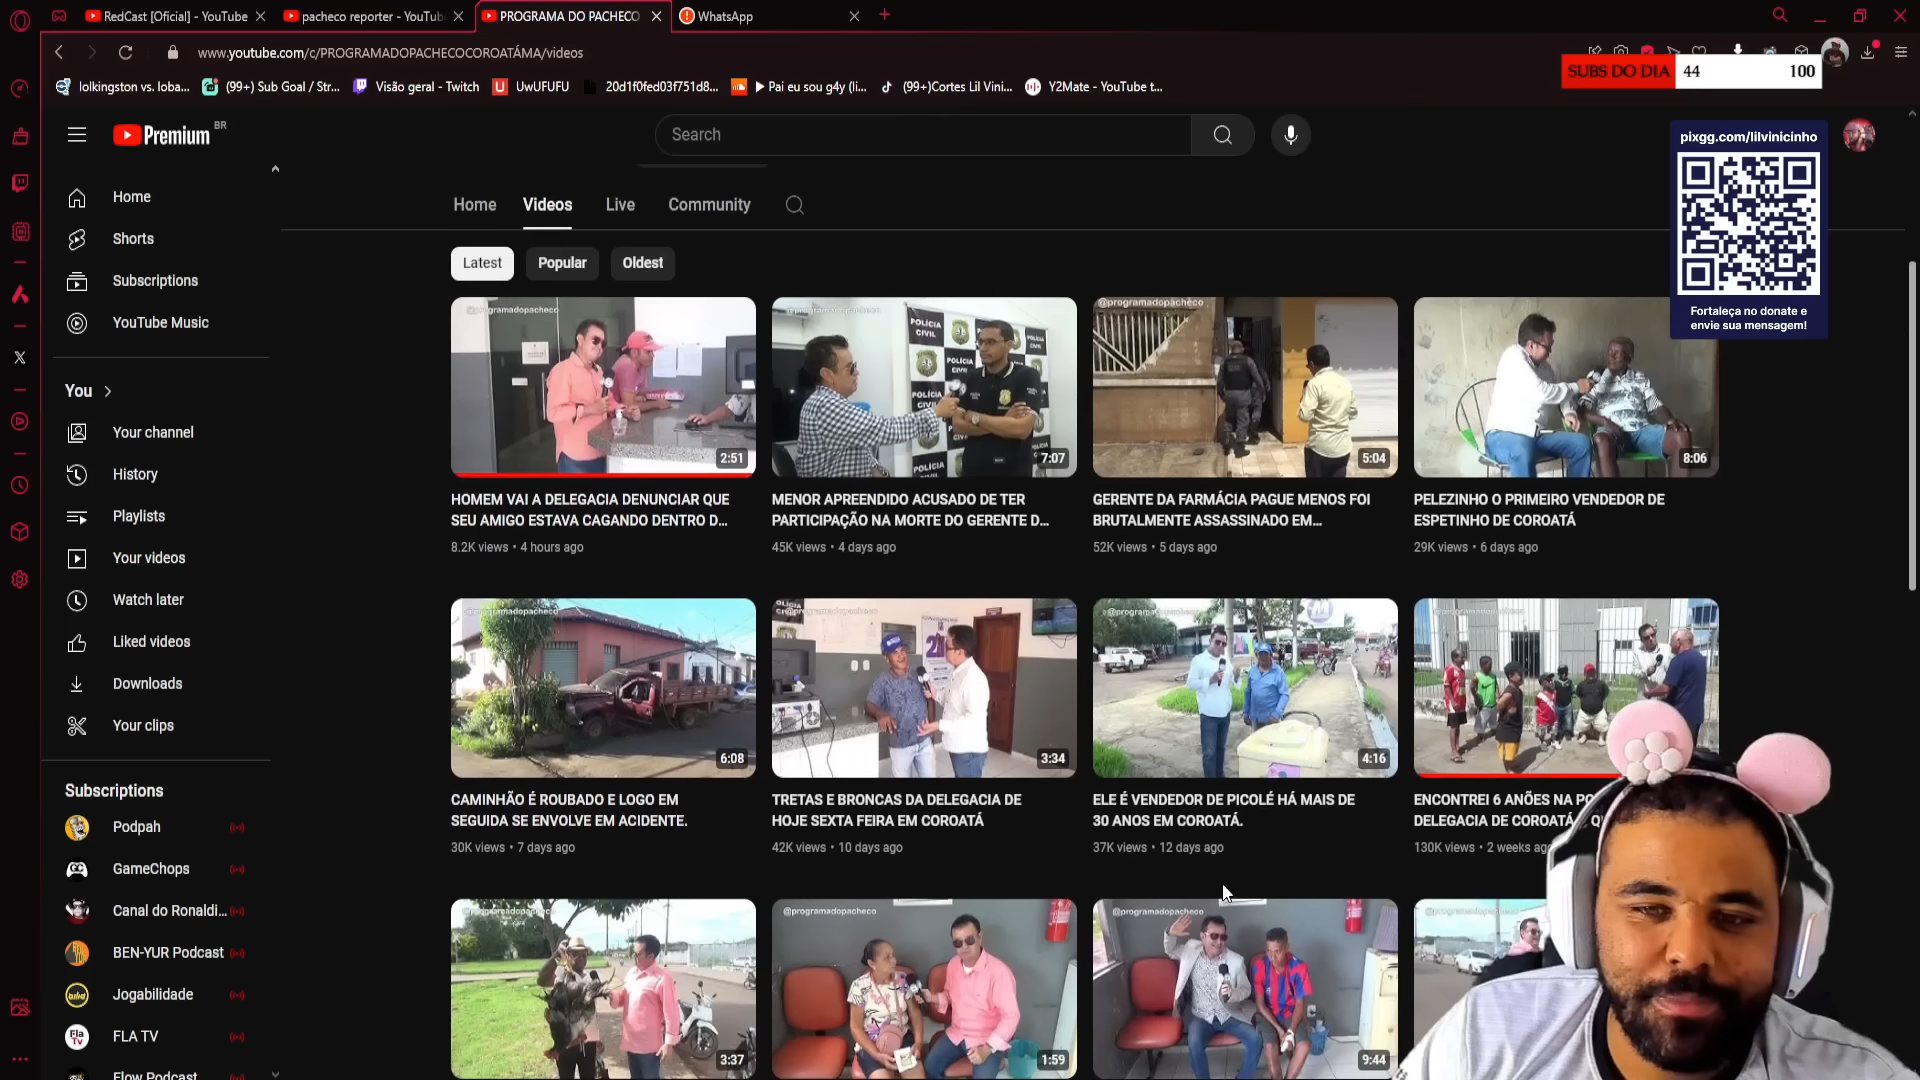 RedCast [Oficial] - YouTube
pacheco reporter - YouTub
PROGRAMA DO PACHECO
WhatsApp
www.youtube.com/c/PROGRAMADOPACHECOCOROATÁMA/videos
lolkingston vs. loba...
(99+) Sub Goal / Str...
Visão geral - Twitch
UwUFUFU
20d1f0fed03f751d8...
Pai eu sou g4y (li...
(99+)Cortes Lil Vini...
Y2Mate - YouTube t...
SUBS DO DIA 44 100
Premium BR
Search
pixgg.com/lilvinicinho
Fortaleça no donate e
envie sua mensagem!
Home
Shorts
Subscriptions
YouTube Music
You
Your channel
History
Playlists
Your videos
Watch later
Liked videos
Downloads
Your clips
Subscriptions
Podpah
GameChops
Canal do Ronaldi...
BEN-YUR Podcast
Jogabilidade
FLA TV
Flow Podcast
Home Videos Live Community
Latest Popular Oldest
@programadopacheco
2:51
HOMEM VAI A DELEGACIA DENUNCIAR QUE
SEU AMIGO ESTAVA CAGANDO DENTRO D...
8.2K views • 4 hours ago
POLÍCIA
CIVIL
7:07
MENOR APREENDIDO ACUSADO DE TER
PARTICIPAÇÃO NA MORTE DO GERENTE D...
45K views • 4 days ago
@programadopacheco
5:04
GERENTE DA FARMÁCIA PAGUE MENOS FOI
BRUTALMENTE ASSASSINADO EM...
52K views • 5 days ago
8:06
PELEZINHO O PRIMEIRO VENDEDOR DE
ESPETINHO DE COROATÁ
29K views • 6 days ago
@programadopacheco
6:08
CAMINHÃO É ROUBADO E LOGO EM
SEGUIDA SE ENVOLVE EM ACIDENTE.
30K views • 7 days ago
3:34
TRETAS E BRONCAS DA DELEGACIA DE
HOJE SEXTA FEIRA EM COROATÁ
42K views • 10 days ago
4:16
ELE É VENDEDOR DE PICOLÉ HÁ MAIS DE
30 ANOS EM COROATÁ.
37K views • 12 days ago
ENCONTREI 6 ANÕES NA PO
DELEGACIA DE COROATÁ
130K views • 2 weeks ag
@programadopacheco
3:37
@programadopacheco
1:59
@programadopacheco
9:44